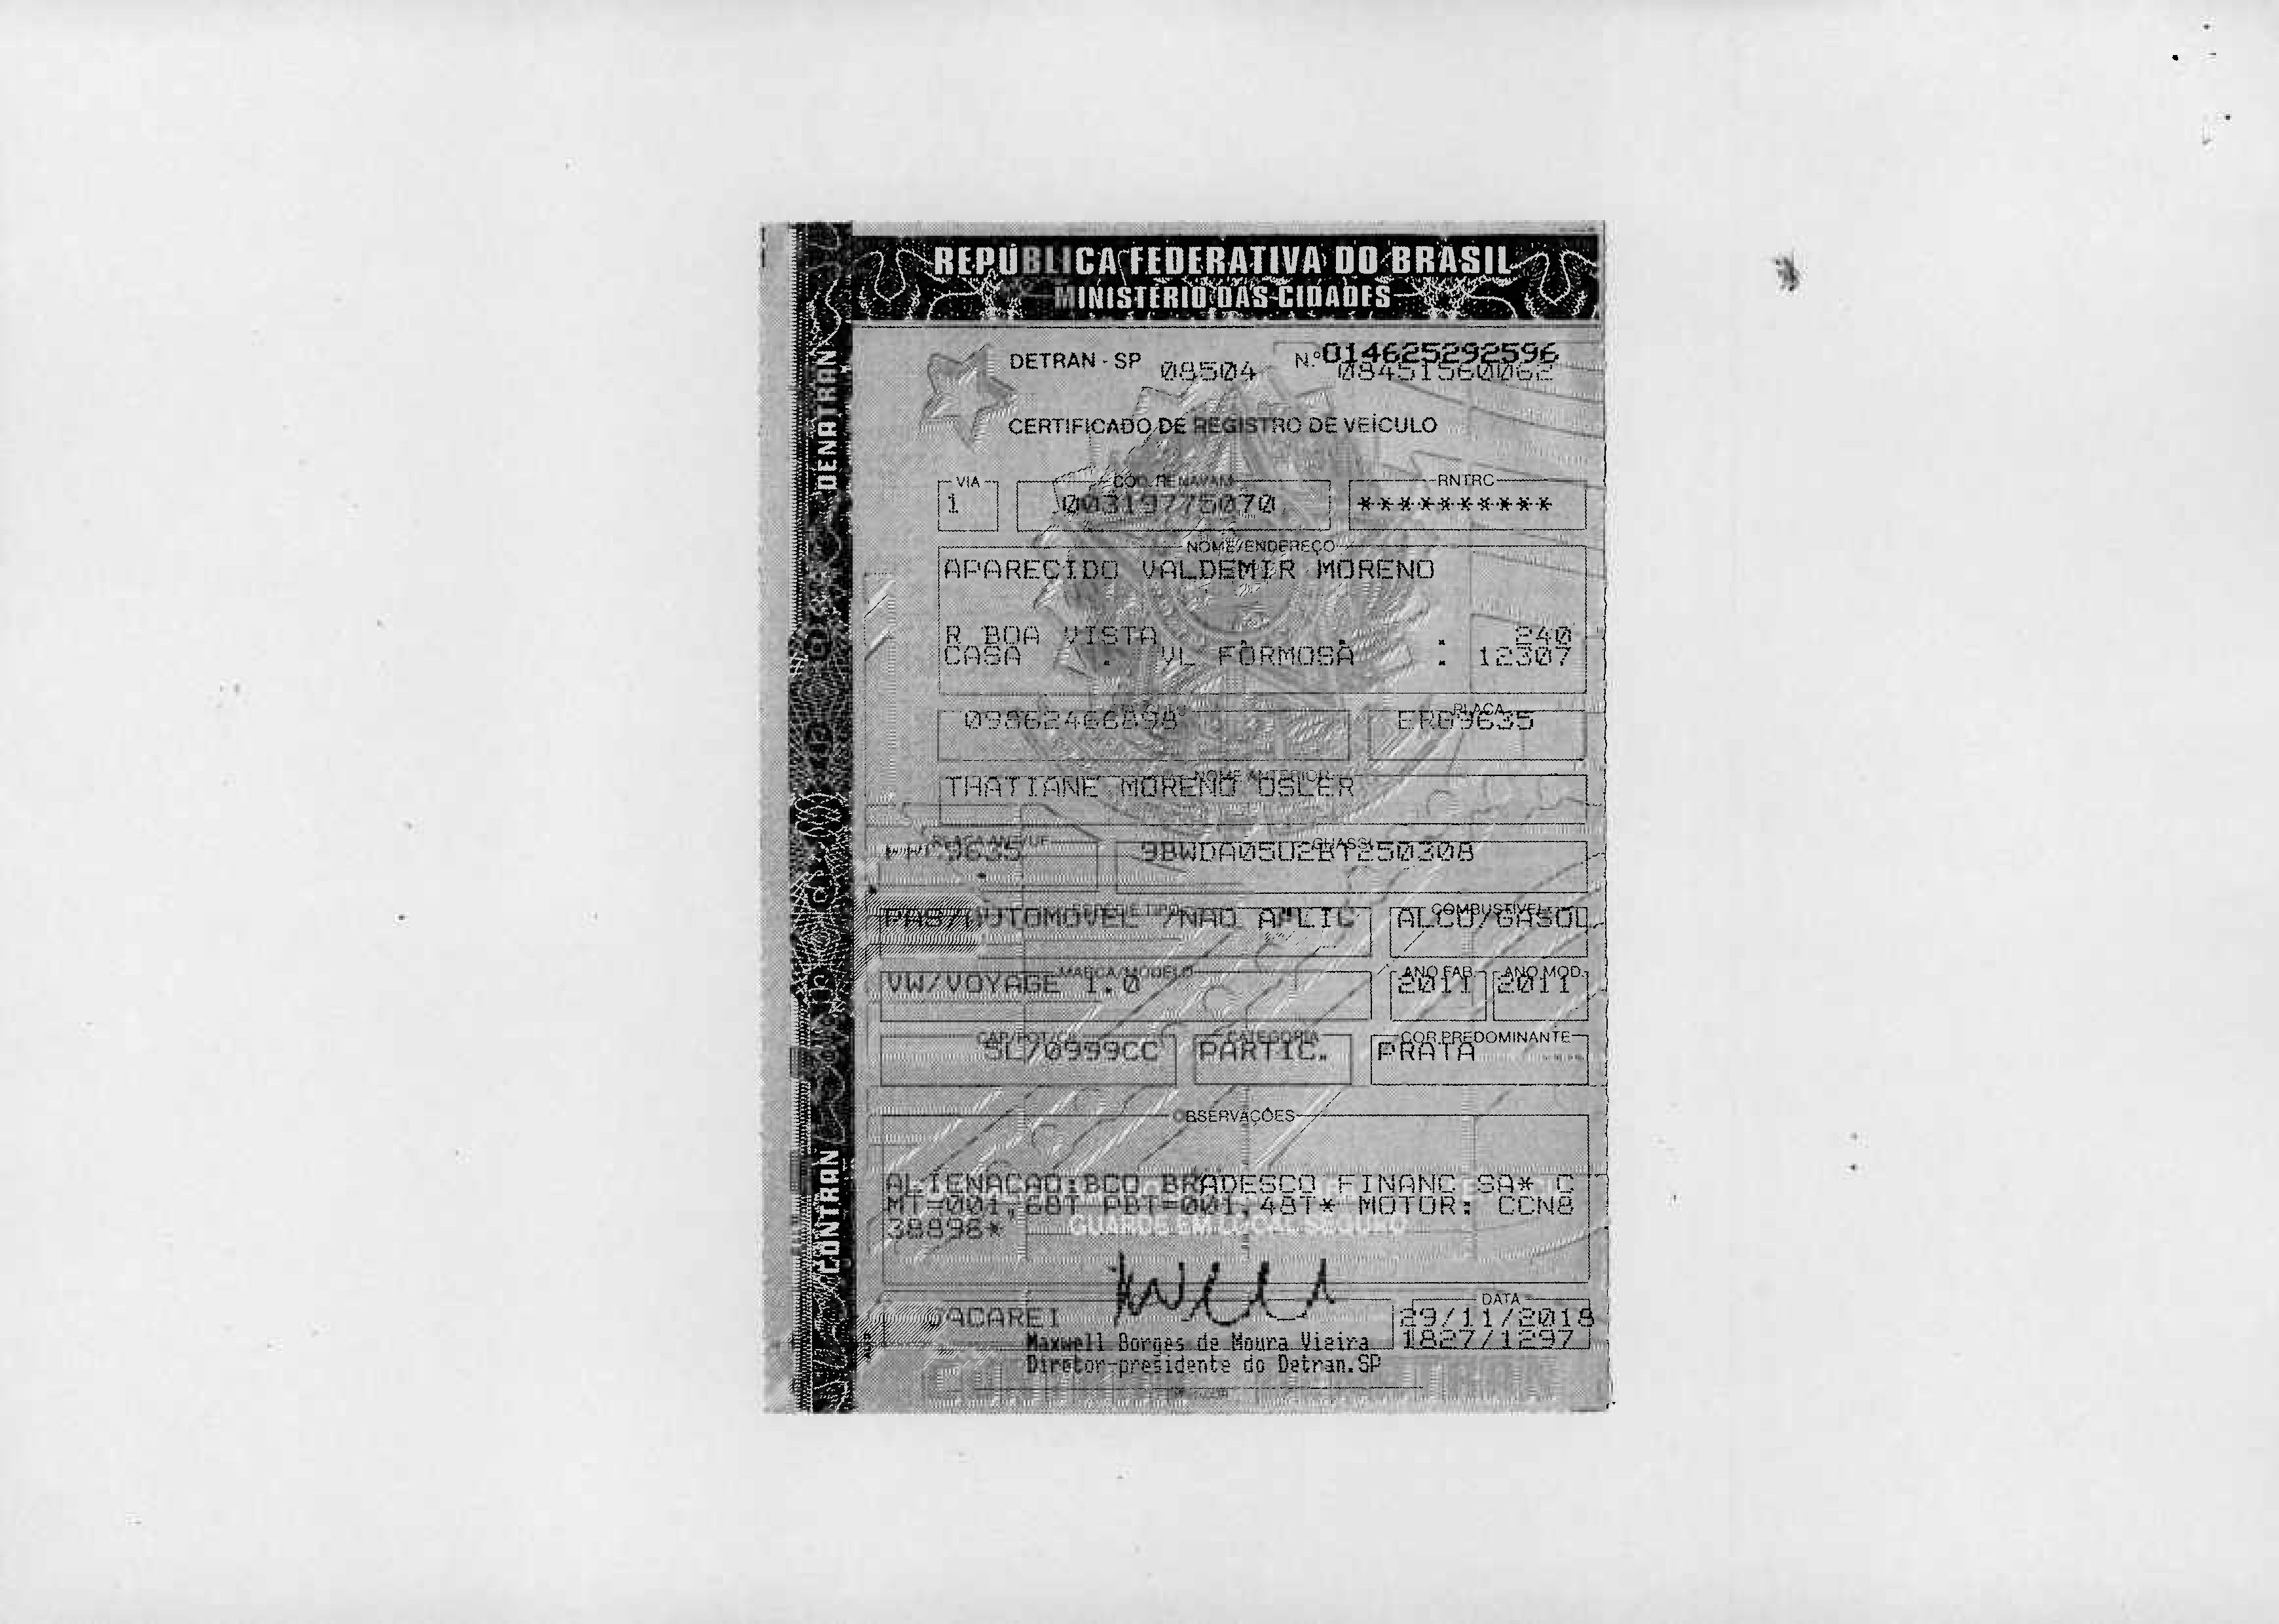 REPÚBLICA FEDERATIVA DO BRASIL
MINISTÉRIO DAS CIDADES
DENATRAN
CONTRAN
DETRAN - SP 08504 N.º 014625292596
08451560062
CERTIFICADO DE REGISTRO DE VEÍCULO
VIA CÓD. RENAVAM RNTRC
1 00319775070 **********
NOME/ENDEREÇO
APARECIDO VALDEMIR MORENO
R BOA VISTA : 240
CASA . VL FORMOSA : 12307
PLACA
09862466898
NOME ANTERIOR
THATIANE MORENO OSLER
PLACA ANT/UF CHASSI
9635 9BWDA05U2BT250308
ESPÉCIE TIPO COMBUSTÍVEL
PAS/AUTOMOVEL /NAO APLIC ALCO/GASOL
MARCA/MODELO ANO FAB. ANO MOD.
VW/VOYAGE 1.0 2011 2011
CAP/POT/CIL CATEGORIA COR PREDOMINANTE
5L/0999CC PARTIC. PRATA
OBSERVAÇÕES
ALIENACAO:BCO BRADESCO FINANC SA* C
MT=001,68T PBT=001,48T* MOTOR: CCN8
38896*
GUARDE EM LOCAL SEGURO
DATA
JACAREI 29/11/2018
Maxwell Borges de Moura Vieira 1827/1297
Diretor-presidente do Detran.SP